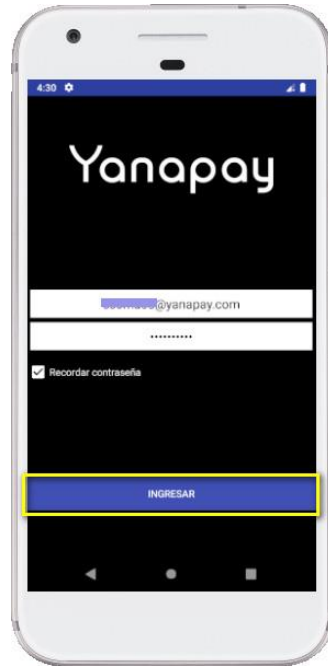 4:30
Yanapay
@yanapay.com
••••••••••
Recordar contraseña
INGRESAR